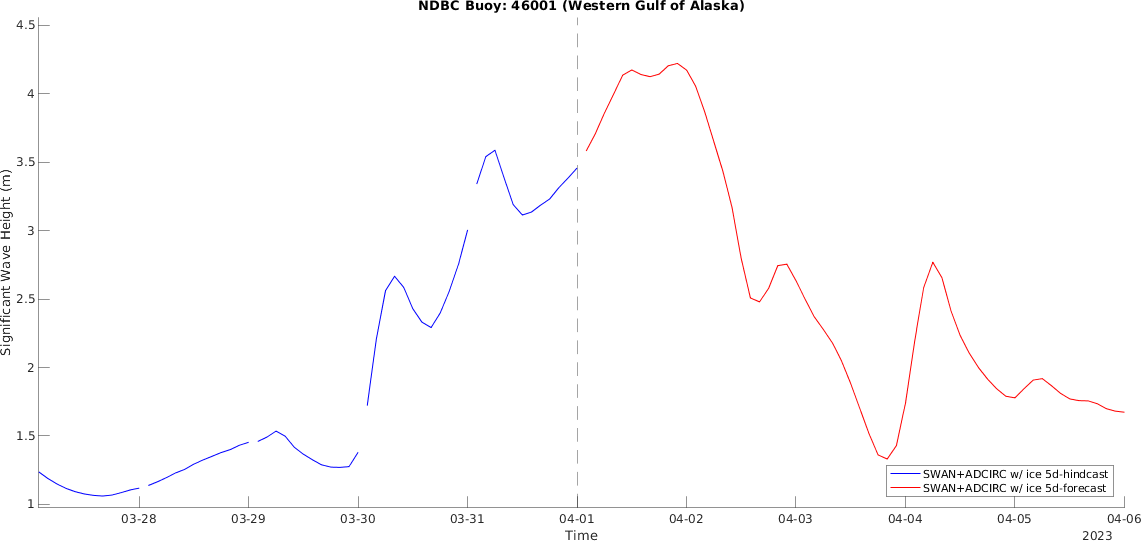 NDBC Buoy: 46001 (Western Gulf of Alaska)
4.5
4
3.5
3
2.5
2
1.5
1
Significant Wave Height (m)
SWAN+ADCIRC w/ ice 5d-hindcast
SWAN+ADCIRC w/ ice 5d-forecast
03-28 03-29 03-30 03-31 04-01 04-02 04-03 04-04 04-05 04-06
Time
2023